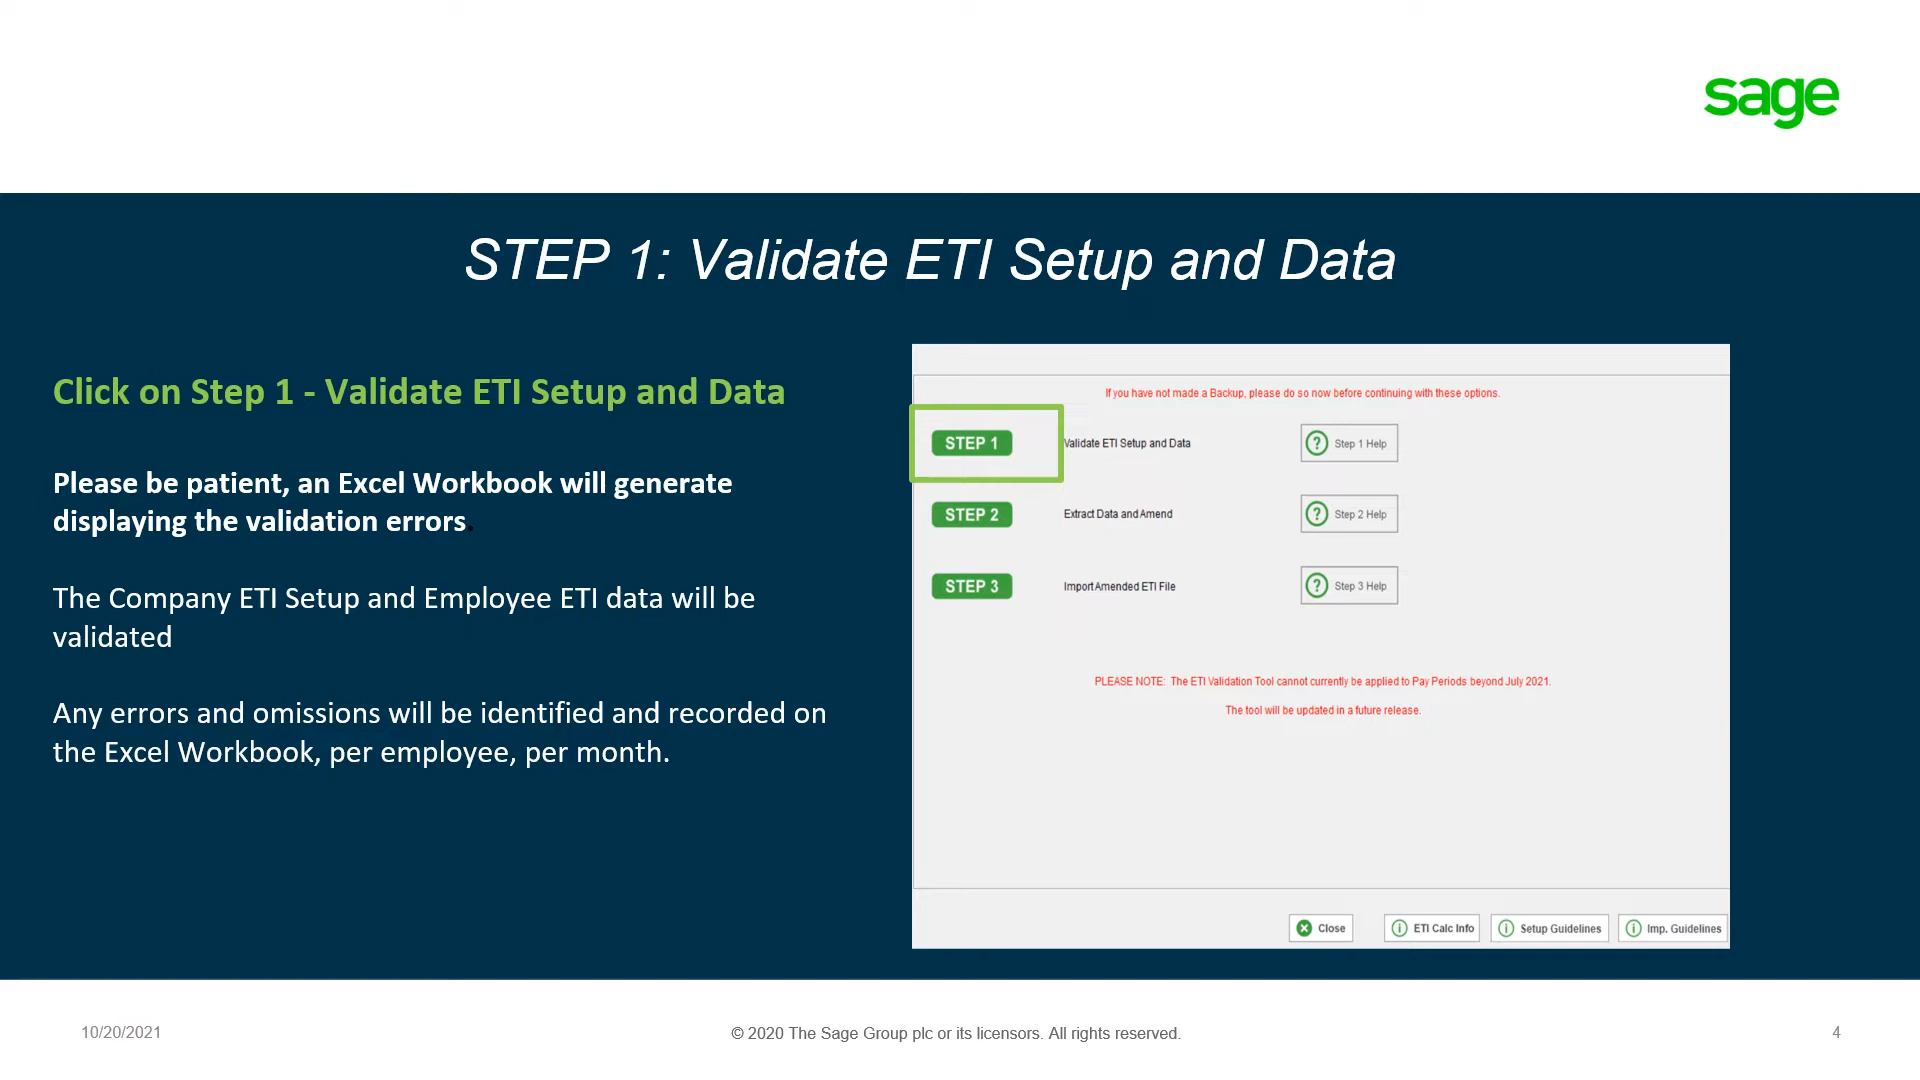 sage
STEP 1: Validate ETI Setup and Data
Click on Step 1 - Validate ETI Setup and Data
Please be patient, an Excel Workbook will generate
displaying the validation errors.
The Company ETI Setup and Employee ETI data will be
validated
Any errors and omissions will be identified and recorded on
the Excel Workbook, per employee, per month.
If you have not made a Backup, please do so now before continuing with these options.
STEP 1 Validate ETI Setup and Data ? Step 1 Help
STEP 2 Extract Data and Amend ? Step 2 Help
STEP 3 Import Amended ETI File ? Step 3 Help
PLEASE NOTE: The ETI Validation Tool cannot currently be applied to Pay Periods beyond July 2021.
The tool will be updated in a future release.
Close ETI Calc Info Setup Guidelines Imp. Guidelines
10/20/2021 © 2020 The Sage Group plc or its licensors. All rights reserved. 4